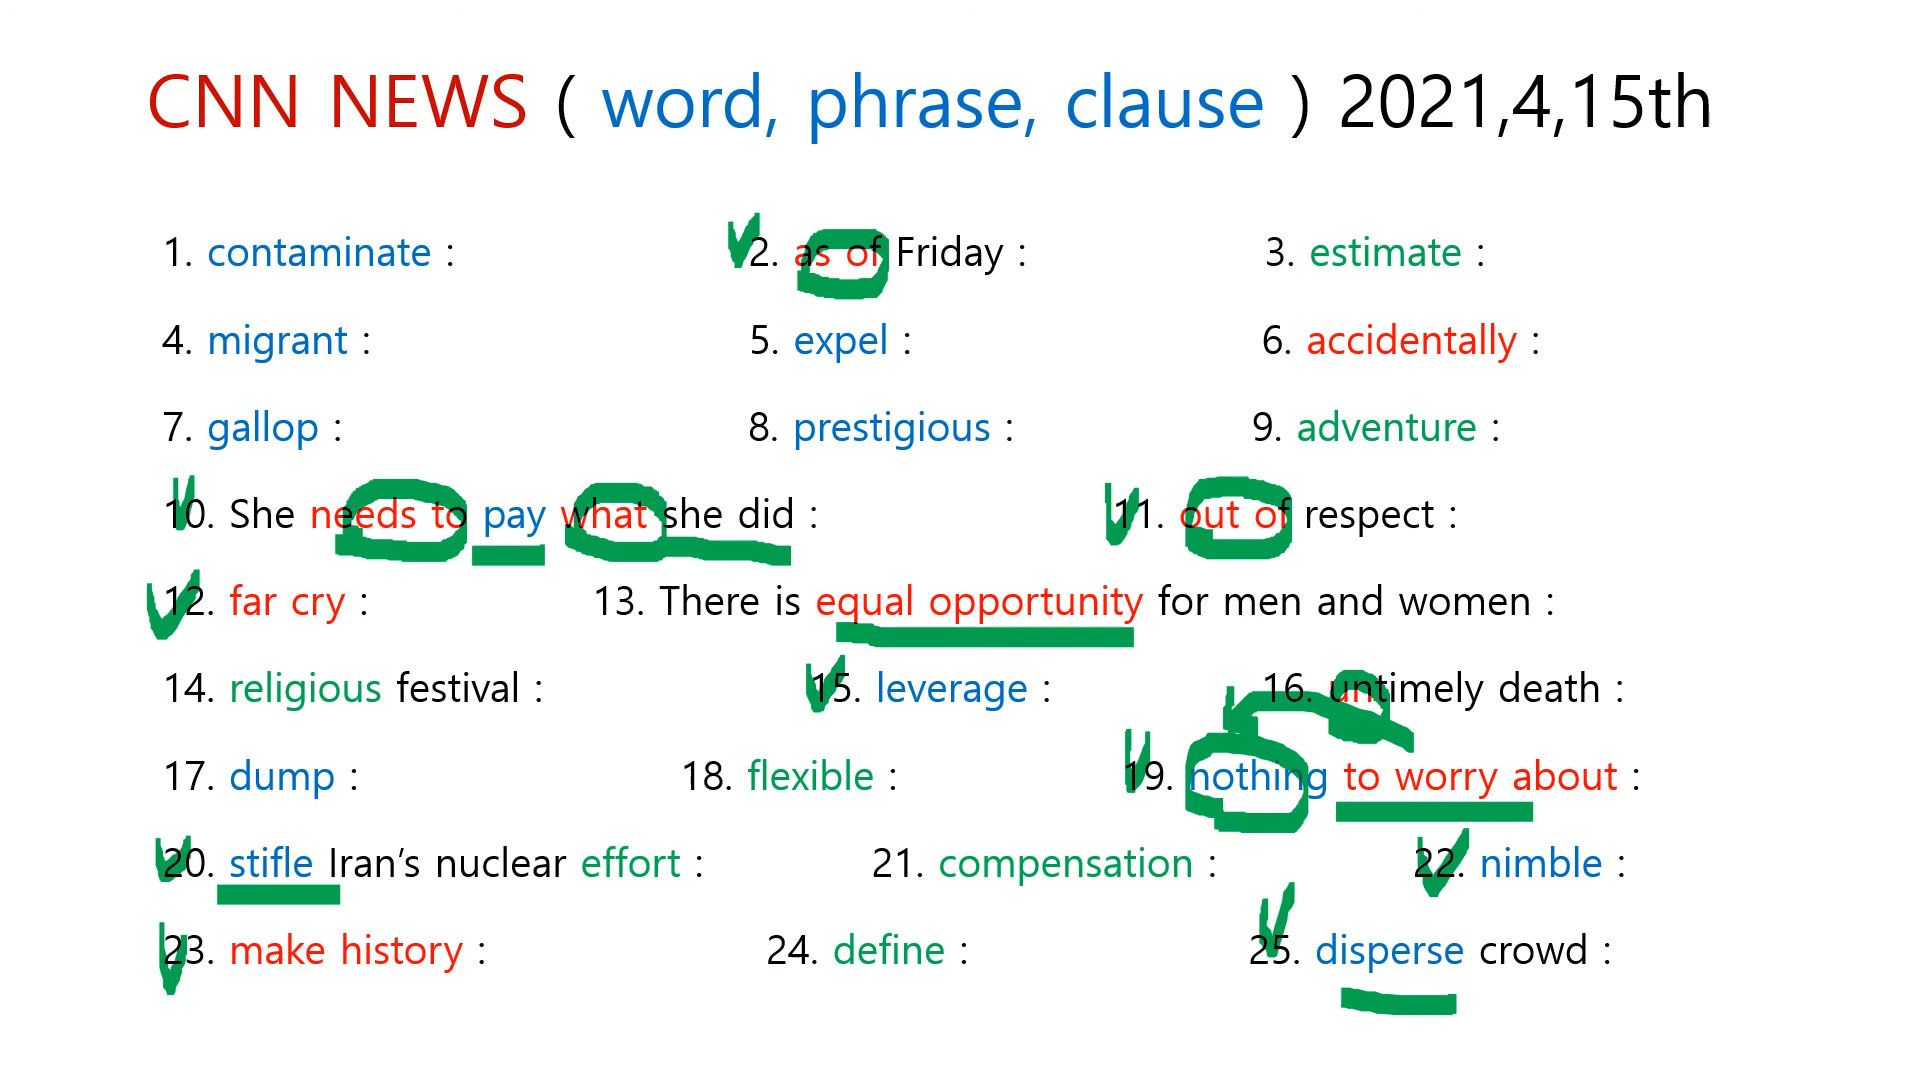 CNN NEWS ( word, phrase, clause ) 2021,4,15th
1. contaminate : 2. as of Friday : 3. estimate :
4. migrant : 5. expel : 6. accidentally :
7. gallop : 8. prestigious : 9. adventure :
10. She needs to pay what she did : 11. out of respect :
12. far cry : 13. There is equal opportunity for men and women :
14. religious festival : 15. leverage : 16. untimely death :
17. dump : 18. flexible : 19. nothing to worry about :
20. stifle Iran’s nuclear effort : 21. compensation : 22. nimble :
23. make history : 24. define : 25. disperse crowd :